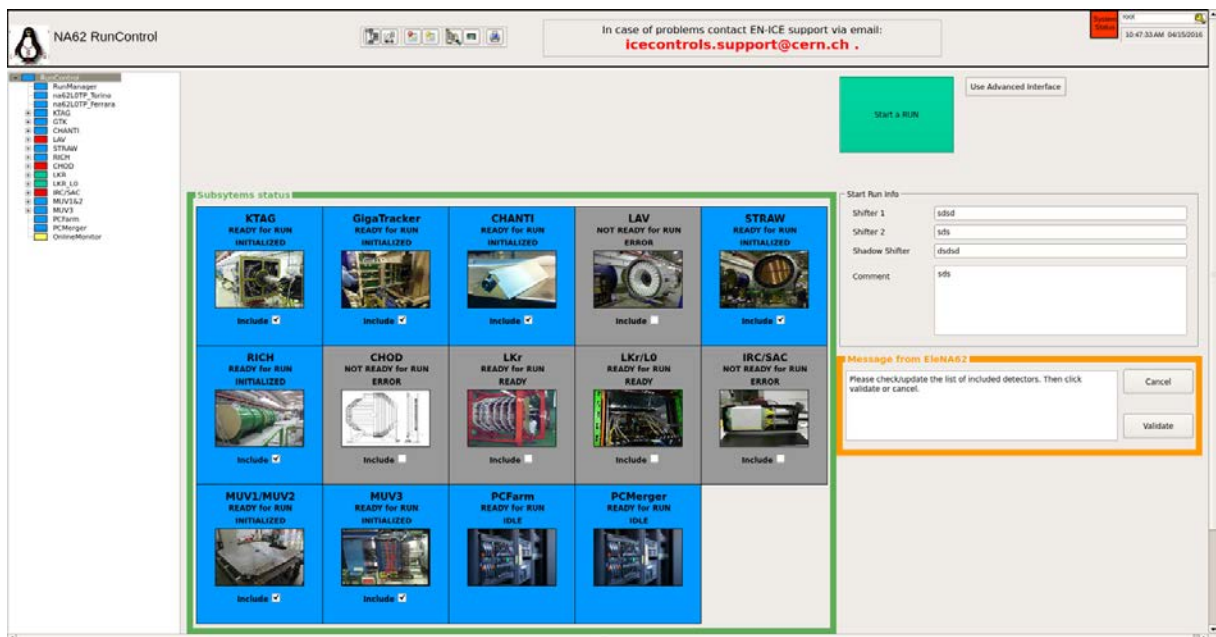 NA62 RunControl
In case of problems contact EN-ICE support via email:
icecontrols.support@cern.ch .
System
Status
root
10:47:33 AM 04/15/2016
RunControl
RunManager
na62L0TP_Torino
na62L0TP_Ferrara
KTAG
GTK
CHANTI
LAV
STRAW
RICH
CHOD
LKR
LKR_L0
IRC/SAC
MUV1&2
MUV3
PCFarm
PCMerger
OnlineMonitor
Start a RUN
Use Advanced Interface
Subsytems status
KTAG
READY for RUN
INITIALIZED
Include
GigaTracker
READY for RUN
INITIALIZED
Include
CHANTI
READY for RUN
INITIALIZED
Include
LAV
NOT READY for RUN
ERROR
Include
STRAW
READY for RUN
INITIALIZED
Include
RICH
READY for RUN
INITIALIZED
Include
CHOD
NOT READY for RUN
ERROR
Include
LKr
READY for RUN
READY
Include
LKr/L0
READY for RUN
READY
Include
IRC/SAC
NOT READY for RUN
ERROR
Include
MUV1/MUV2
READY for RUN
INITIALIZED
Include
MUV3
READY for RUN
INITIALIZED
Include
PCFarm
READY for RUN
IDLE
PCMerger
READY for RUN
IDLE
Start Run Info
Shifter 1
sdsd
Shifter 2
sds
Shadow Shifter
dsdsd
Comment
sds
Message from EleNA62
Please check/update the list of included detectors. Then click
validate or cancel.
Cancel
Validate